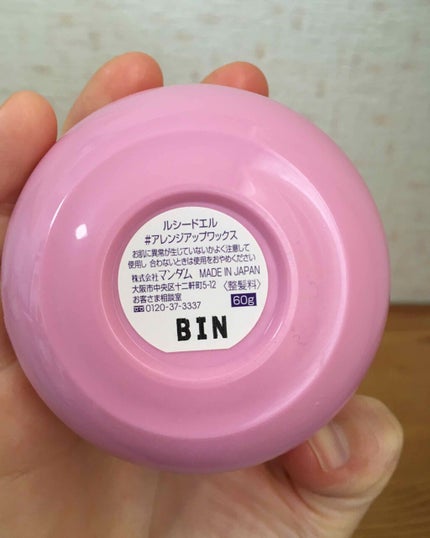 ルシードエル
#アレンジアップワックス
お肌に異常が生じていないかよく注意して
使用し 合わないときは使用をおやめください
株式会社 マンダム MADE IN JAPAN
大阪市中央区十二軒町5-12 〈整髪料〉
お客さま相談室
0120-37-3337 60g
BIN